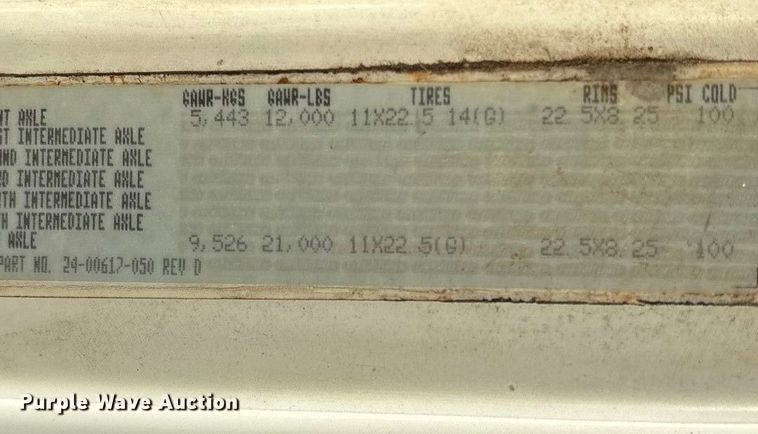 GAWR-KGS GAWR-LBS TIRES RIMS PSI COLD
NT AXLE 5,443 12,000 11X22.5 14(G) 22.5X8.25 100
ST INTERMEDIATE AXLE
ND INTERMEDIATE AXLE
RD INTERMEDIATE AXLE
TH INTERMEDIATE AXLE
TH INTERMEDIATE AXLE
AXLE 9,526 21,000 11X22.5(G) 22.5X8.25 100
PART NO. 24-00617-050 REV D
Purple Wave Auction